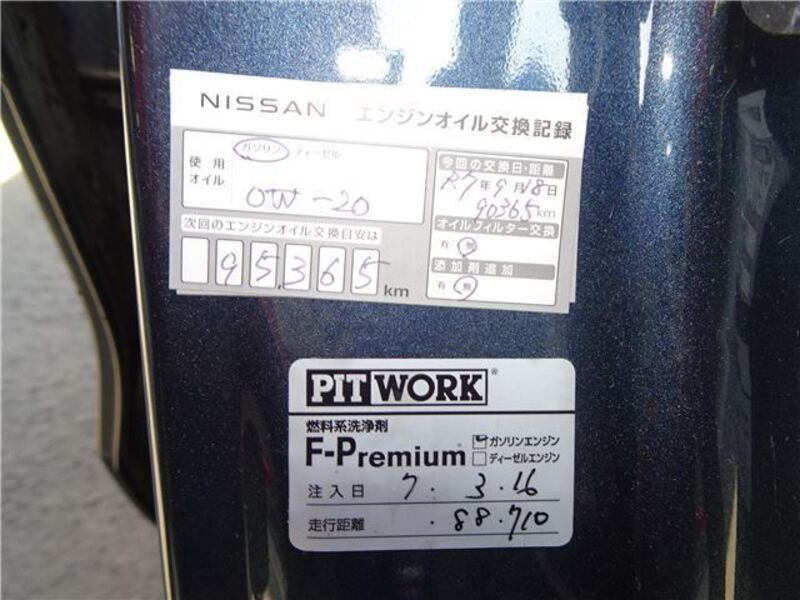 NISSAN エンジンオイル交換記録
使用オイル
ガソリン ディーゼル
0W-20
次回のエンジンオイル交換目安は
95,365 km
今回の交換日・距離
R7年9月18日
90365km
オイルフィルター交換
有 無
添加剤追加
有 無
PITWORK®
燃料系洗浄剤
F-Premium
ガソリンエンジン
ディーゼルエンジン
注入日 7.3.16
走行距離 .88.710